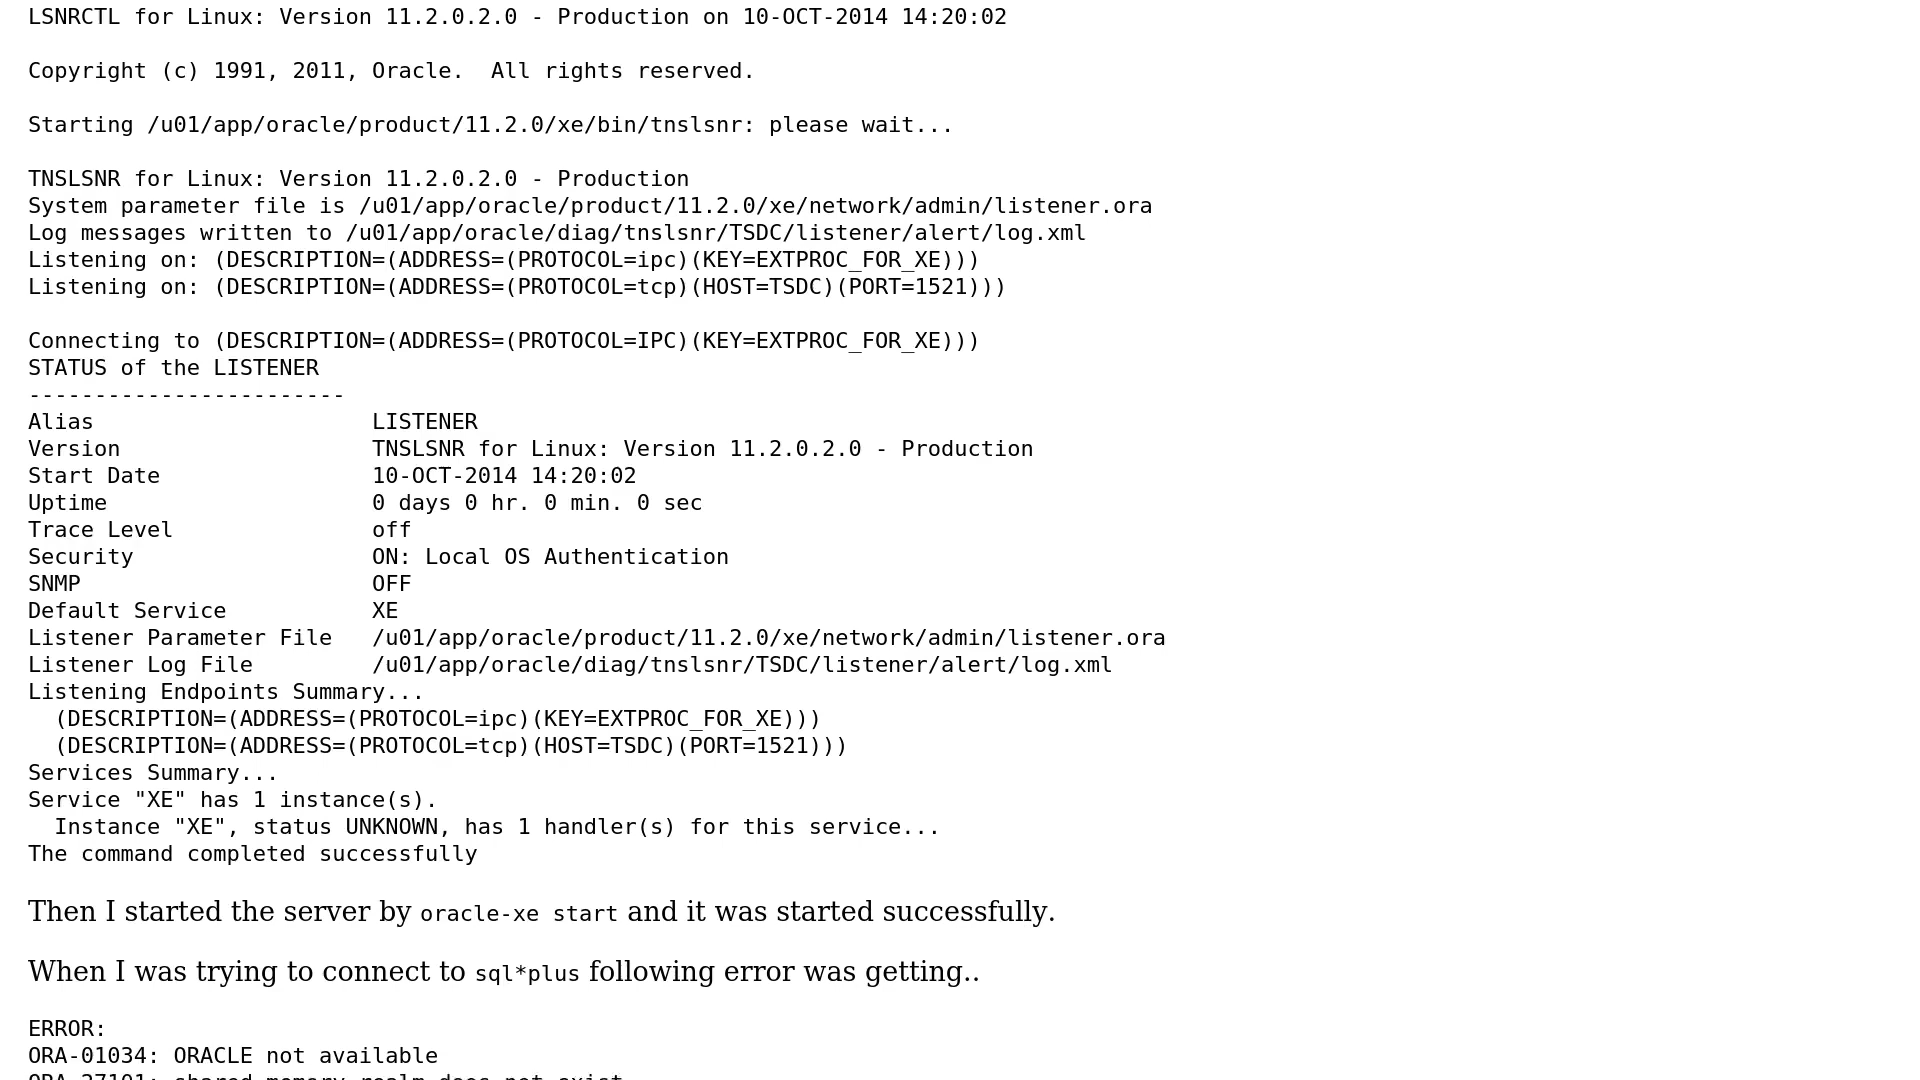 LSNRCTL for Linux: Version 11.2.0.2.0 - Production on 10-OCT-2014 14:20:02
Copyright (c) 1991, 2011, Oracle.  All rights reserved.
Starting /u01/app/oracle/product/11.2.0/xe/bin/tnslsnr: please wait...
TNSLSNR for Linux: Version 11.2.0.2.0 - Production
System parameter file is /u01/app/oracle/product/11.2.0/xe/network/admin/listener.ora
Log messages written to /u01/app/oracle/diag/tnslsnr/TSDC/listener/alert/log.xml
Listening on: (DESCRIPTION=(ADDRESS=(PROTOCOL=ipc)(KEY=EXTPROC_FOR_XE)))
Listening on: (DESCRIPTION=(ADDRESS=(PROTOCOL=tcp)(HOST=TSDC)(PORT=1521)))
Connecting to (DESCRIPTION=(ADDRESS=(PROTOCOL=IPC)(KEY=EXTPROC_FOR_XE)))
STATUS of the LISTENER
------------------------
Alias                     LISTENER
Version                   TNSLSNR for Linux: Version 11.2.0.2.0 - Production
Start Date                10-OCT-2014 14:20:02
Uptime                    0 days 0 hr. 0 min. 0 sec
Trace Level               off
Security                  ON: Local OS Authentication
SNMP                      OFF
Default Service           XE
Listener Parameter File   /u01/app/oracle/product/11.2.0/xe/network/admin/listener.ora
Listener Log File         /u01/app/oracle/diag/tnslsnr/TSDC/listener/alert/log.xml
Listening Endpoints Summary...
  (DESCRIPTION=(ADDRESS=(PROTOCOL=ipc)(KEY=EXTPROC_FOR_XE)))
  (DESCRIPTION=(ADDRESS=(PROTOCOL=tcp)(HOST=TSDC)(PORT=1521)))
Services Summary...
Service "XE" has 1 instance(s).
  Instance "XE", status UNKNOWN, has 1 handler(s) for this service...
The command completed successfully
Then I started the server by oracle-xe start and it was started successfully.
When I was trying to connect to sql*plus following error was getting..
ERROR:
ORA-01034: ORACLE not available
ORA-27101: shared memory realm does not exist